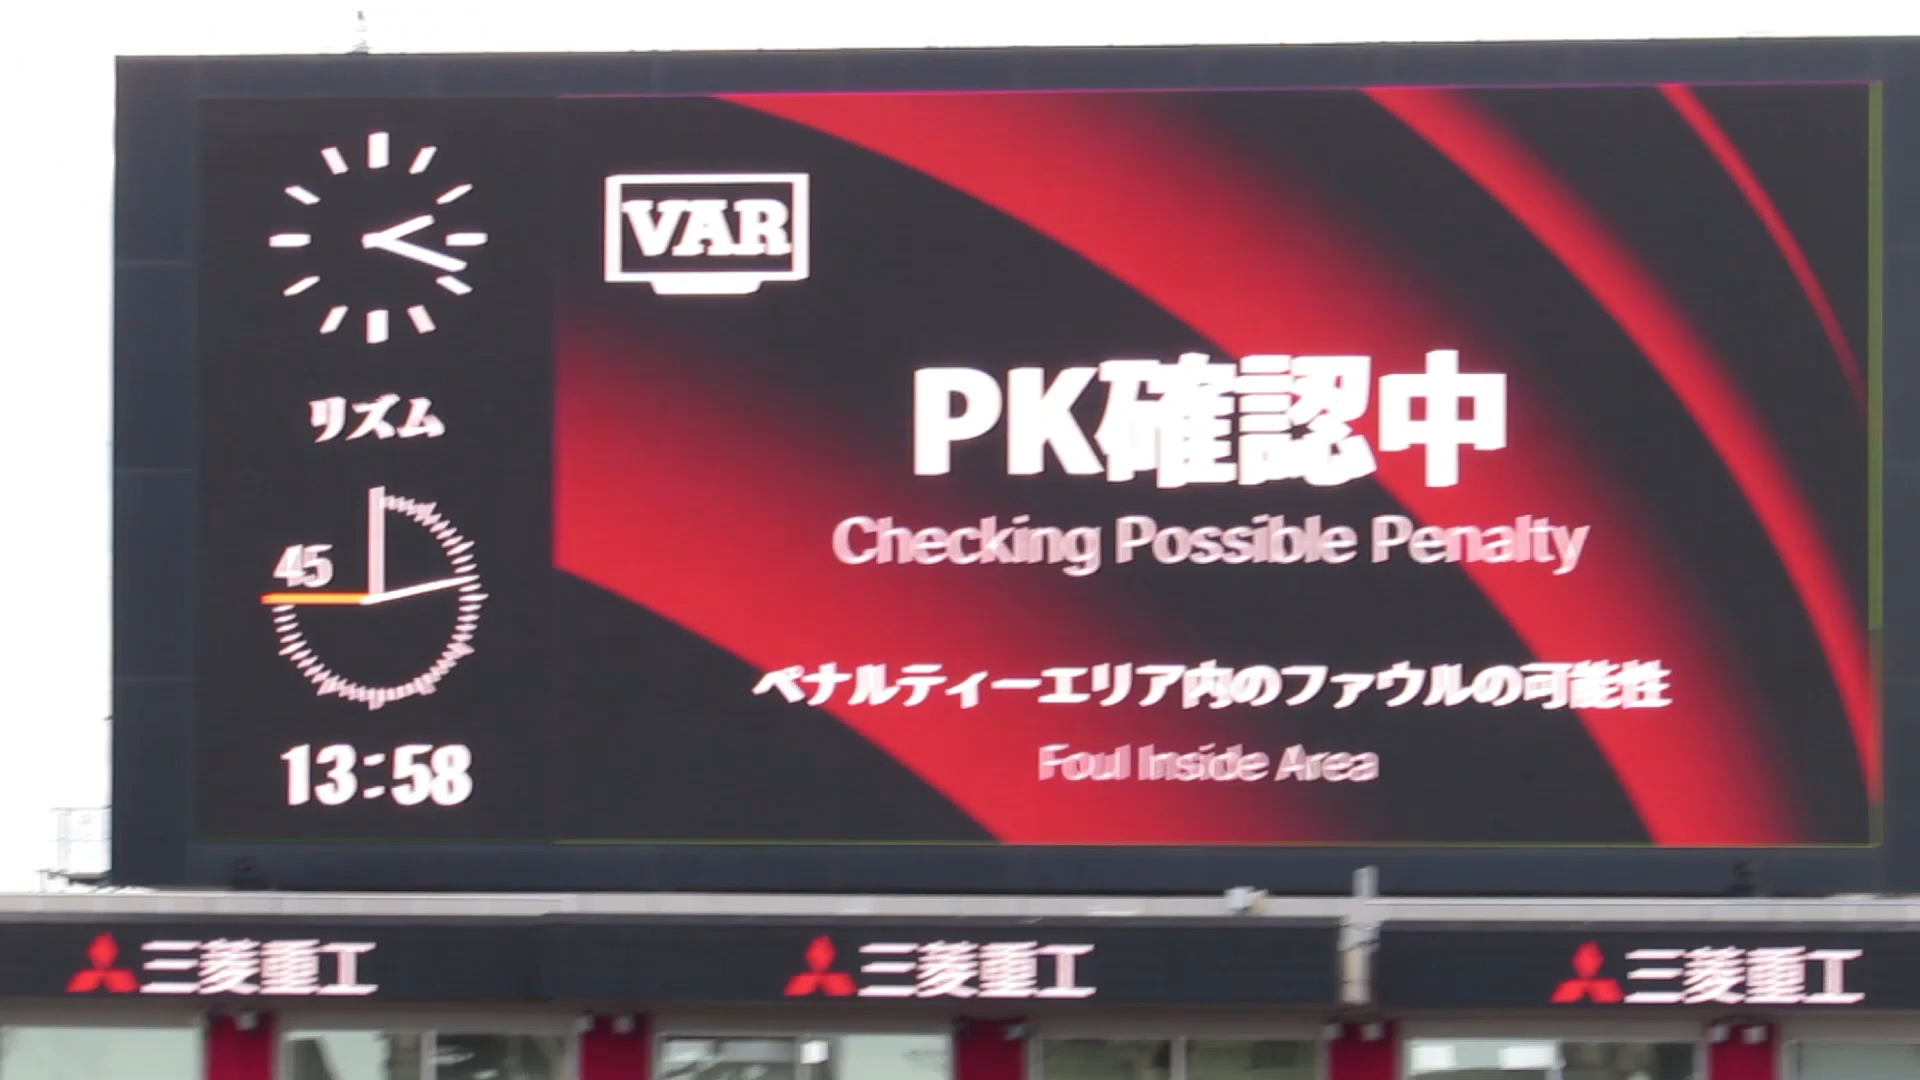 リズム
45
13:58
VAR
PK確認中
Checking Possible Penalty
ペナルティーエリア内のファウルの可能性
Foul Inside Area
三菱重工
三菱重工
三菱重工